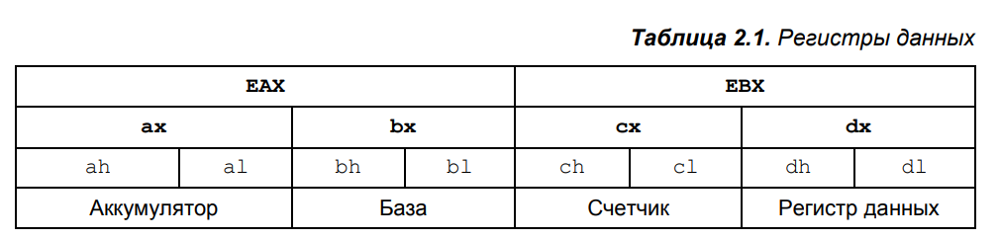 Таблица 2.1. Регистры данных
EAX EBX
ax bx cx dx
ah al bh bl ch cl dh dl
Аккумулятор База Счетчик Регистр данных